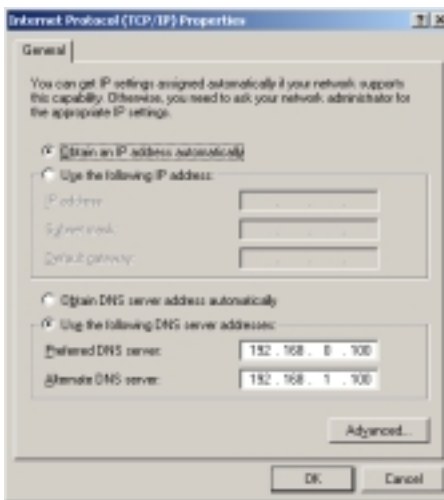 Internet Protocol (TCP/IP) Properties
General
You can get IP settings assigned automatically if your network supports
this capability. Otherwise, you need to ask your network administrator for
the appropriate IP settings.
Obtain an IP address automatically
Use the following IP address:
IP address:
Subnet mask:
Default gateway:
Obtain DNS server address automatically
Use the following DNS server addresses:
Preferred DNS server: 192 . 168 . 0 . 100
Alternate DNS server: 192 . 168 . 1 . 100
Advanced...
OK Cancel